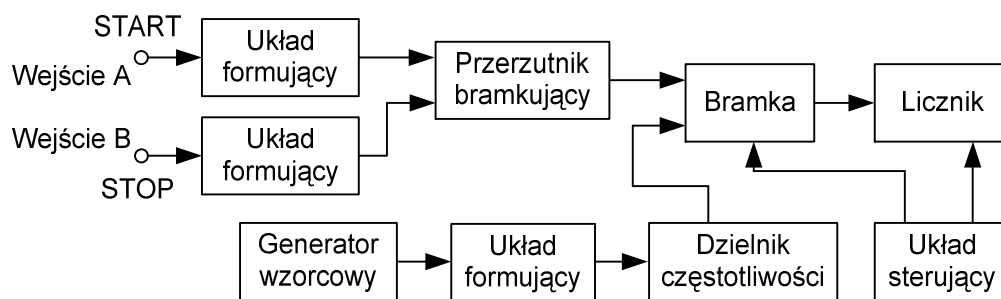 START
Wejście A
Układ
formujący
Przerzutnik
bramkujący
Bramka
Licznik
Wejście B
STOP
Układ
formujący
Generator
wzorcowy
Układ
formujący
Dzielnik
częstotliwości
Układ
sterujący